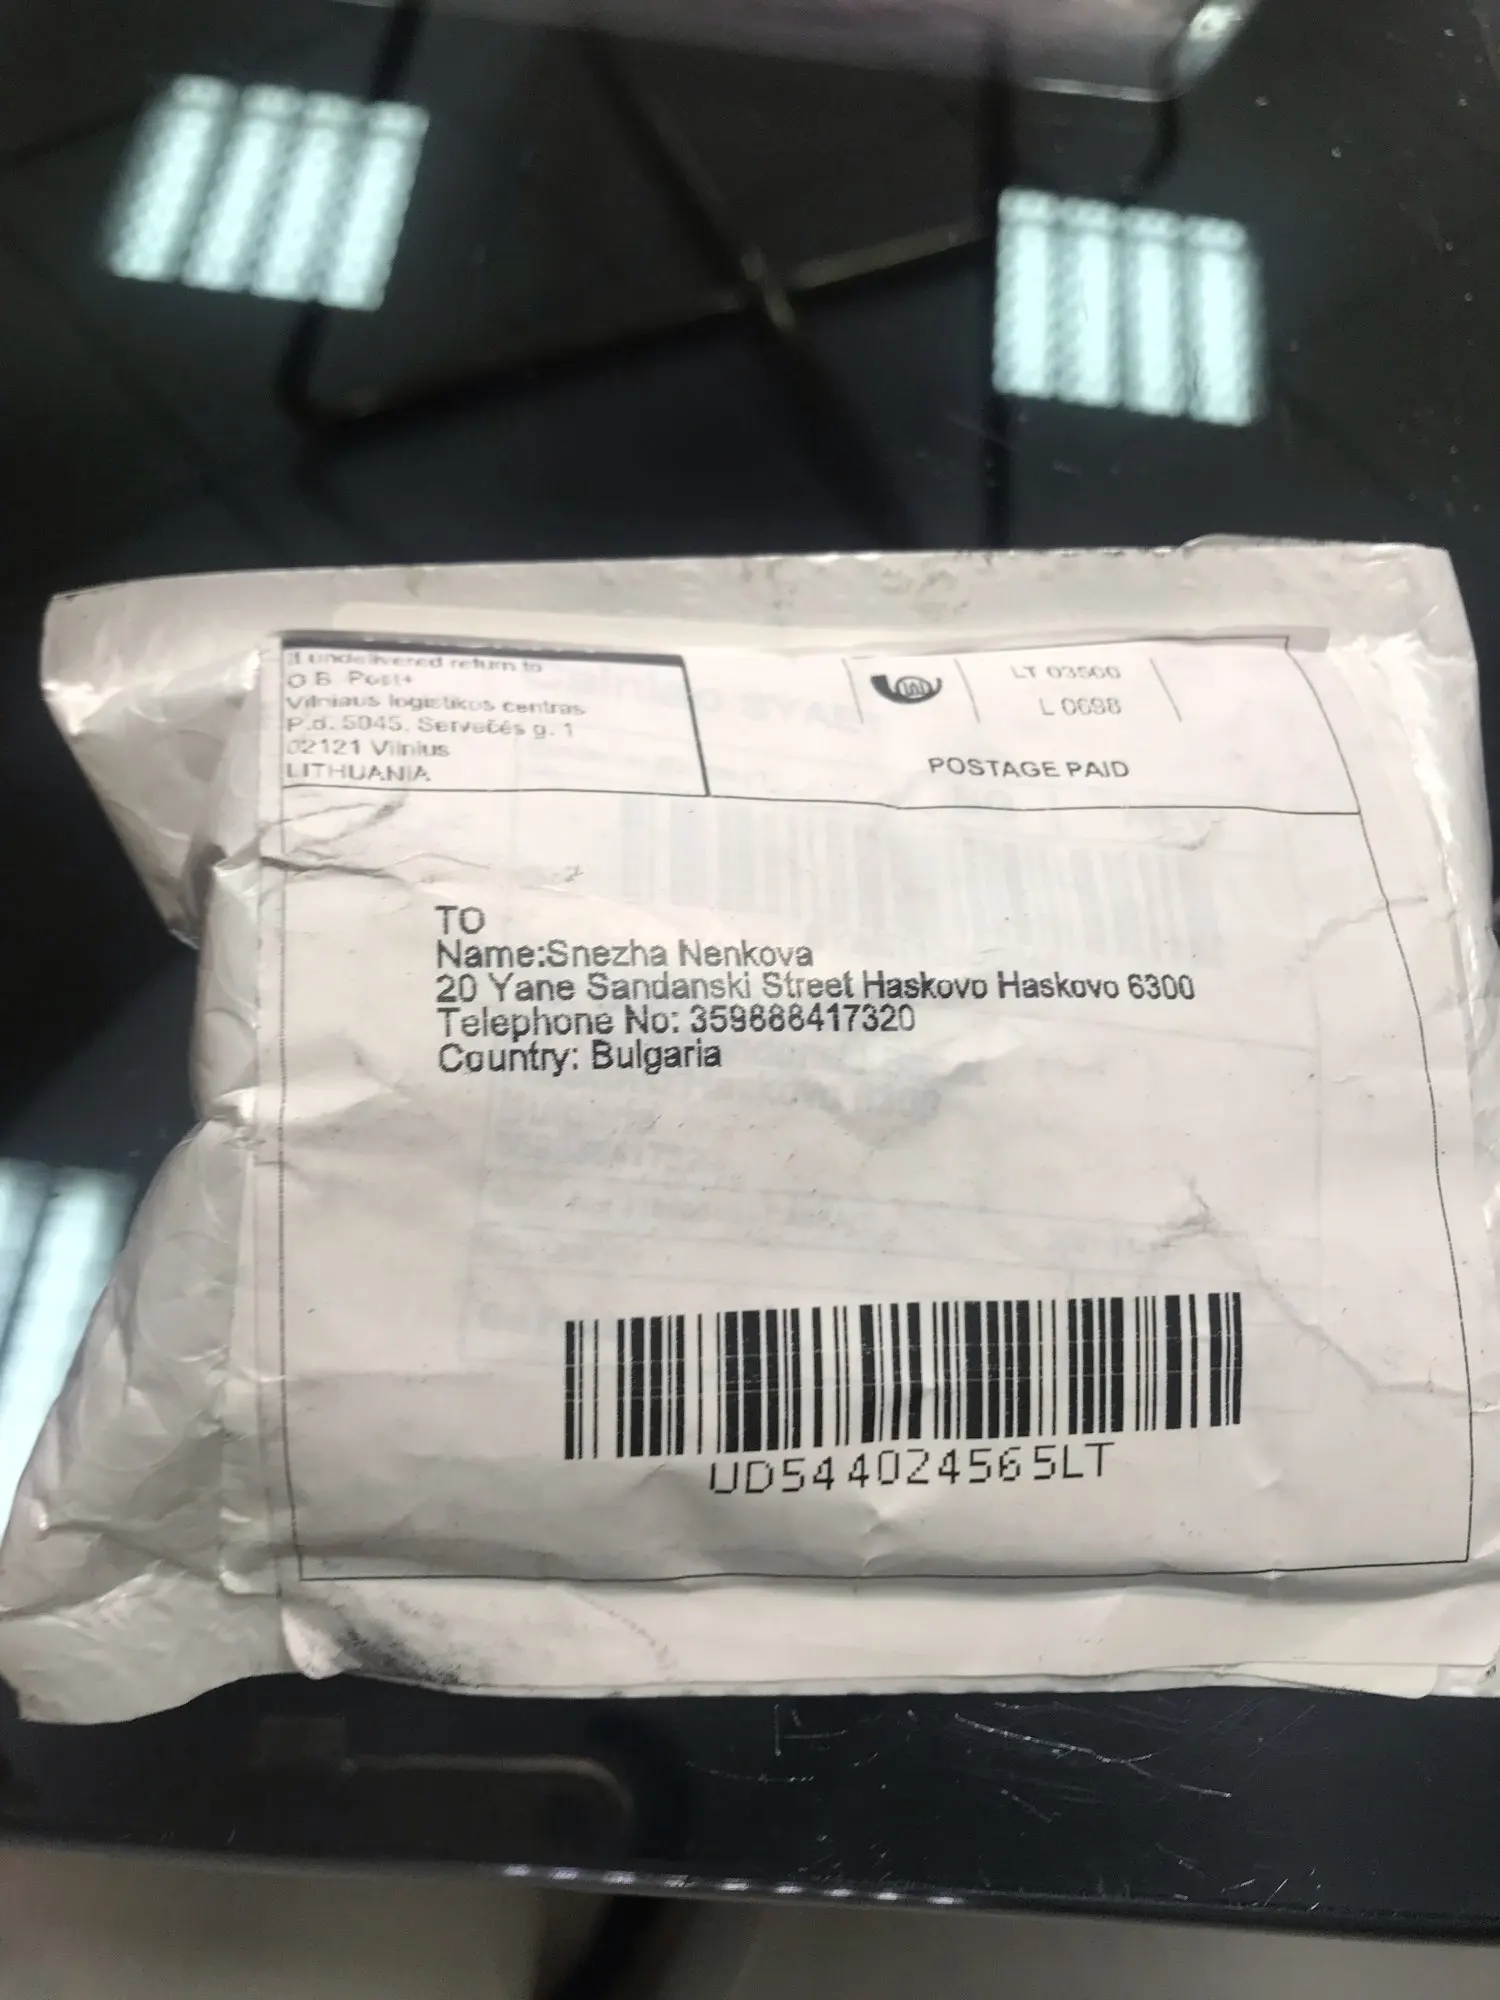 If undelivered return to
O B Post+
Vilniaus logistikos centras
P.d. 5045, Servečės g. 1
02121 Vilnius
LITHUANIA
LT 03500
L 0698
POSTAGE PAID
TO
Name:Snezha Nenkova
20 Yane Sandanski Street Haskovo Haskovo 6300
Telephone No: 359888417320
Country: Bulgaria
UD544024565LT